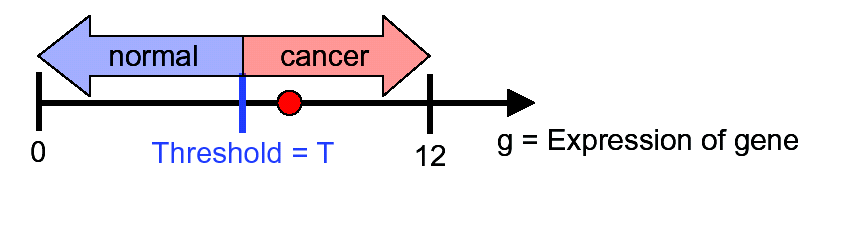 normal
cancer
0
Threshold = T
12
g = Expression of gene